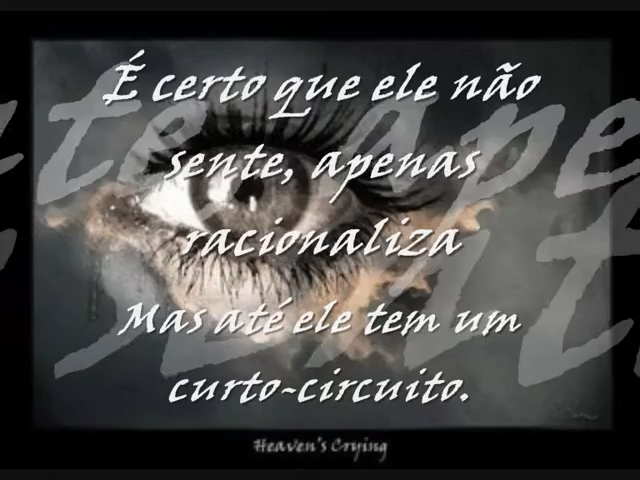 É certo que ele não
sente, apenas
racionaliza
Mas até ele tem um
curto-circuito.
Heaven's Crying